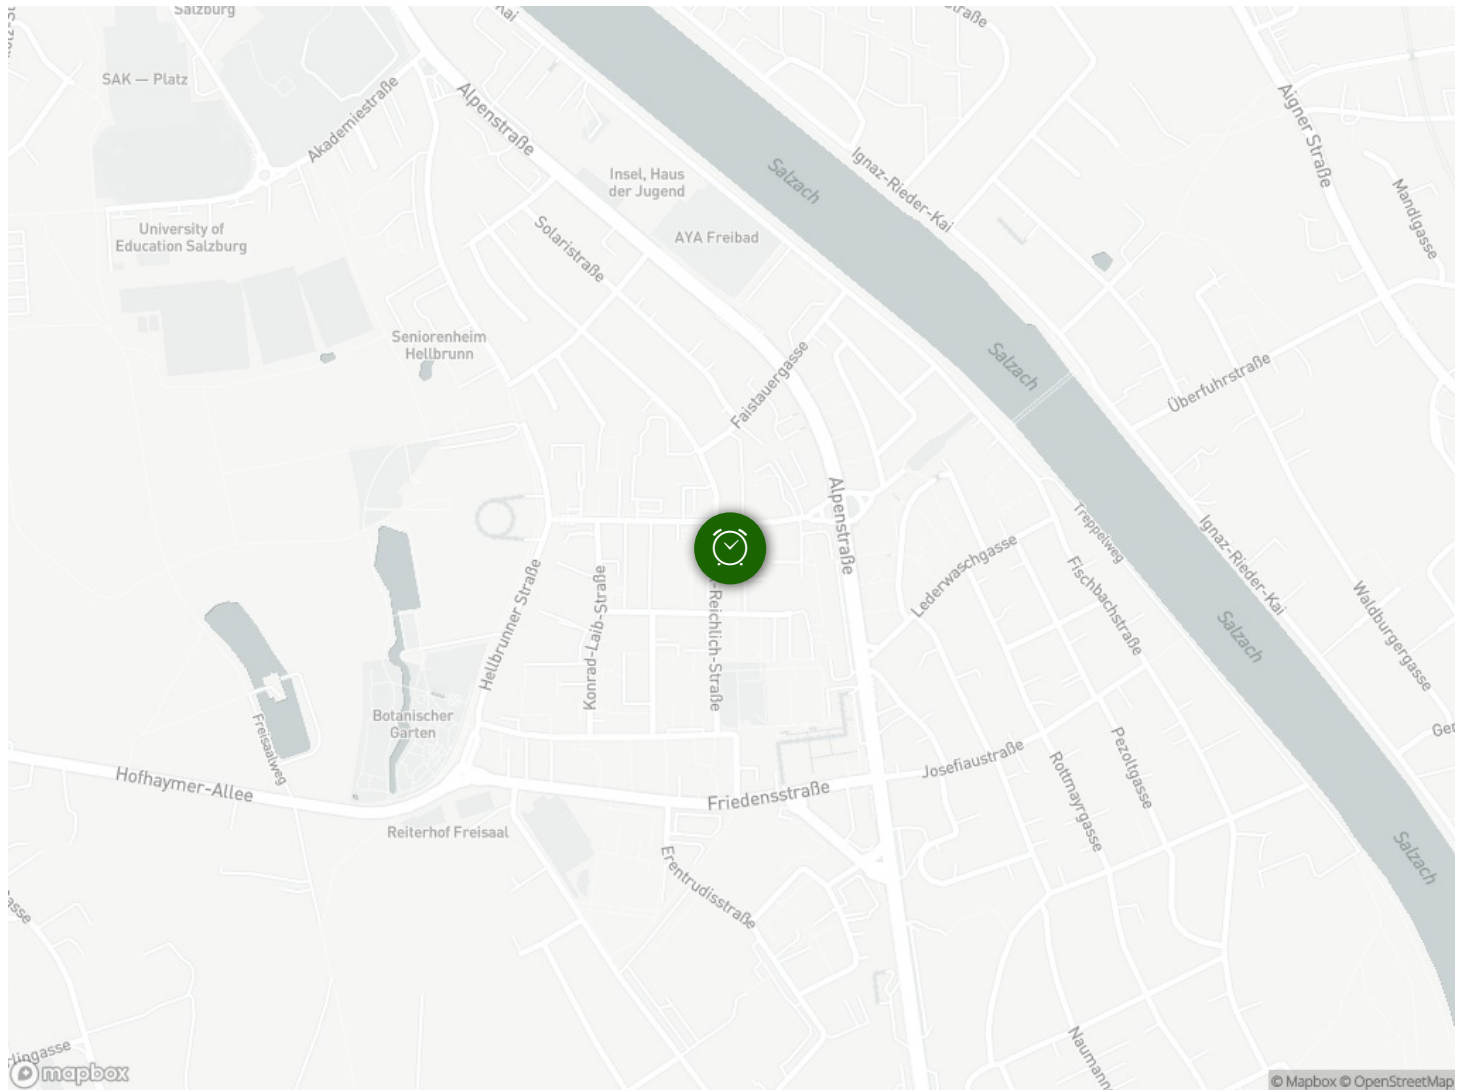 Salzburg
SAK — Platz
Akademiestraße
Alpenstraße
Insel, Haus
der Jugend
AYA Freibad
Salzach
Ignaz-Rieder-Kai
Aigner Straße
Mandlgasse
University of
Education Salzburg
Solaristraße
Seniorenheim
Hellbrunn
Faistauergasse
Salzach
Überfuhrstraße
Alpenstraße
Treppelweg
Ignaz-Rieder-Kai
Lederwaschgasse
Fischbachstraße
Hellbrunner Straße
Konrad-Laib-Straße
-Reichlich-Straße
Salzach
Waldburgergasse
Botanischer
Garten
Freisaalweg
Hofhaymer-Allee
Friedensstraße
Josefiaustraße
Rottmayrgasse
Pezoltgasse
Reiterhof Freisaal
Erentrudisstraße
Salzach
Naumann
mapbox
© Mapbox © OpenStreetMap